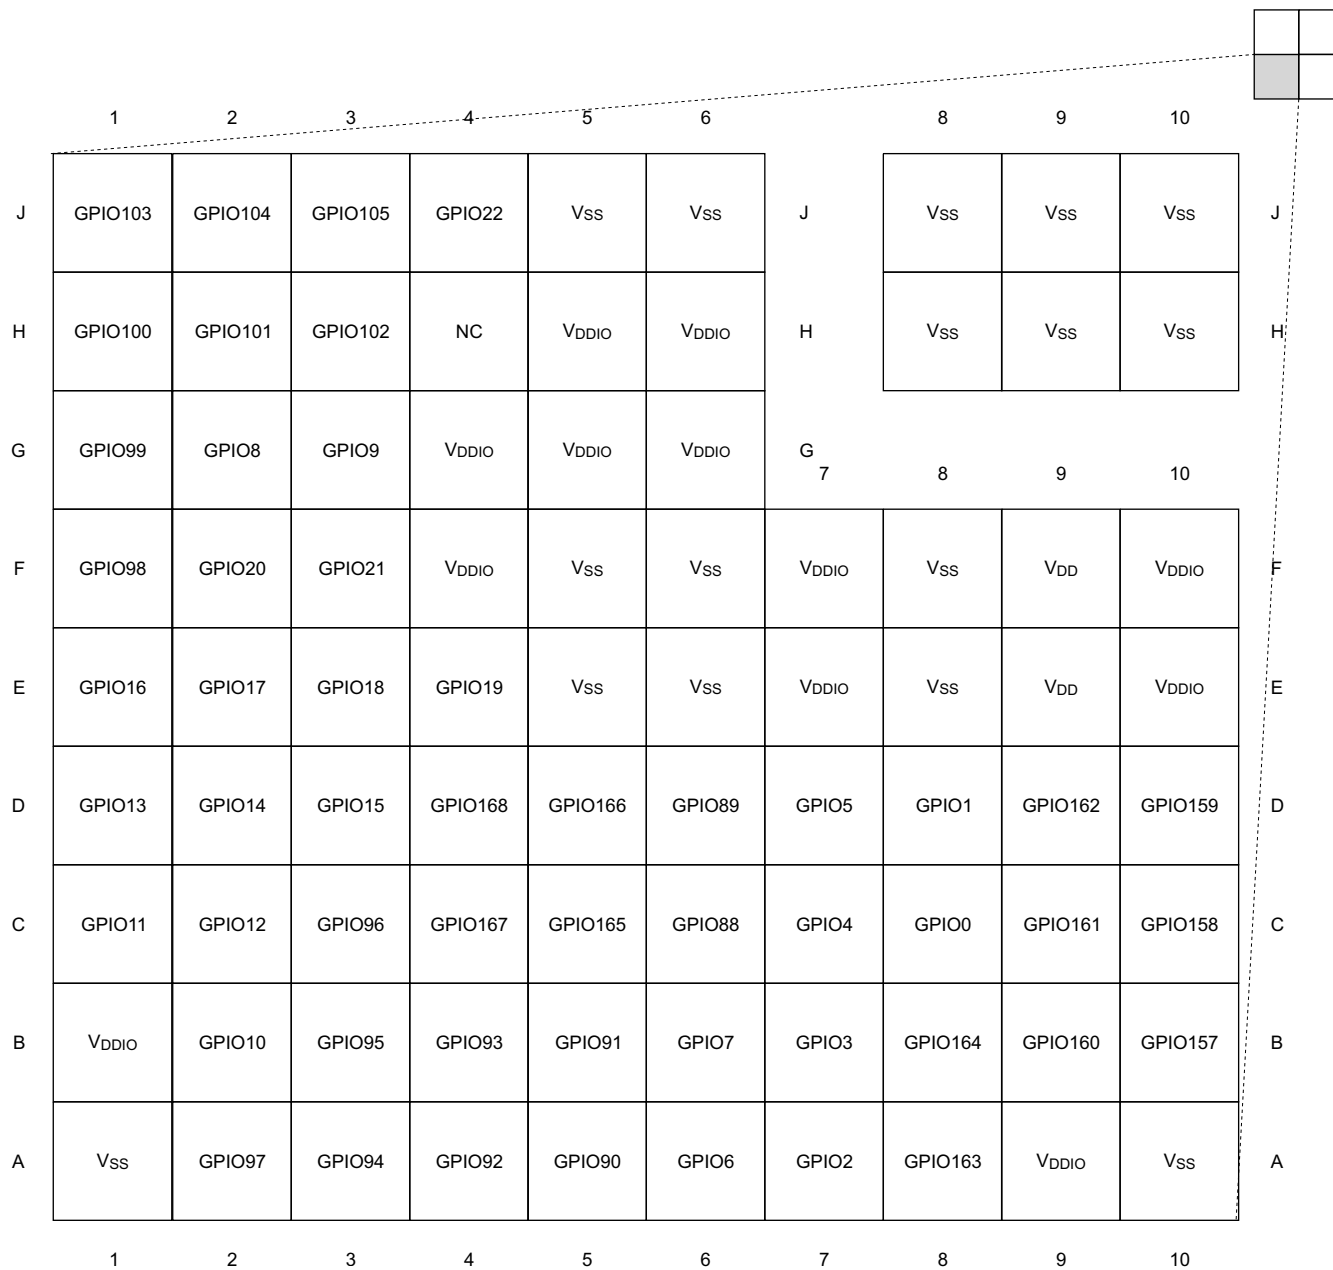 1 2 3 4 5 6 8 9 10
J GPIO103 GPIO104 GPIO105 GPIO22 VSS VSS J VSS VSS VSS J
H GPIO100 GPIO101 GPIO102 NC VDDIO VDDIO H VSS VSS VSS H
G GPIO99 GPIO8 GPIO9 VDDIO VDDIO VDDIO G
7 8 9 10
F GPIO98 GPIO20 GPIO21 VDDIO VSS VSS VDDIO VSS VDD VDDIO F
E GPIO16 GPIO17 GPIO18 GPIO19 VSS VSS VDDIO VSS VDD VDDIO E
D GPIO13 GPIO14 GPIO15 GPIO168 GPIO166 GPIO89 GPIO5 GPIO1 GPIO162 GPIO159 D
C GPIO11 GPIO12 GPIO96 GPIO167 GPIO165 GPIO88 GPIO4 GPIO0 GPIO161 GPIO158 C
B VDDIO GPIO10 GPIO95 GPIO93 GPIO91 GPIO7 GPIO3 GPIO164 GPIO160 GPIO157 B
A VSS GPIO97 GPIO94 GPIO92 GPIO90 GPIO6 GPIO2 GPIO163 VDDIO VSS A
1 2 3 4 5 6 7 8 9 10